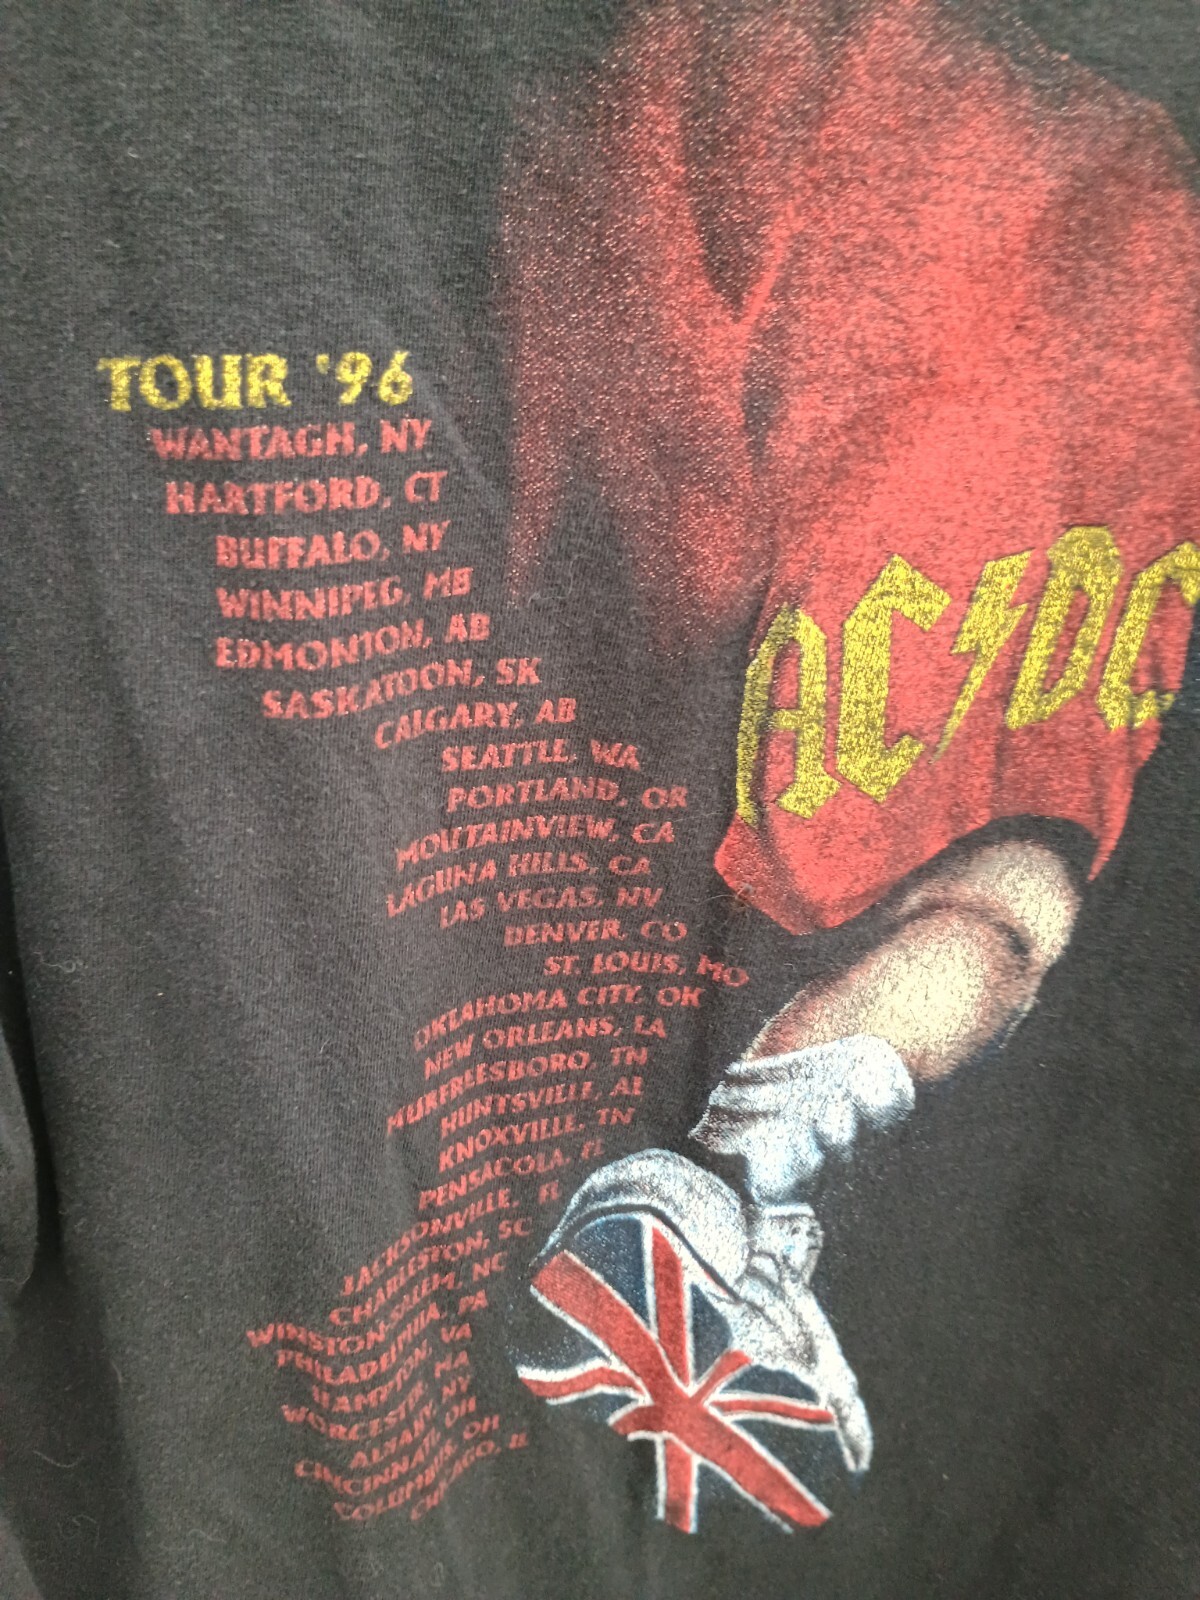 TOUR '96
WANTAGH, NY
HARTFORD, CT
BUFFALO, NY
WINNIPEG, MB
EDMONTON, AB
SASKATOON, SK
CALGARY, AB
SEATTLE, WA
PORTLAND, OR
MOUTAINVIEW, CA
LAGUNA HILLS, CA
LAS VEGAS, NV
DENVER, CO
ST. LOUIS, MO
OKLAHOMA CITY, OK
NEW ORLEANS, LA
MURFREESBORO, TN
HUNTSVILLE, AL
KNOXVILLE, TN
PENSACOLA, FL
JACKSONVILLE, FL
CHARLESTON, SC
WINSTON-SALEM, NC
PHILADELPHIA, PA
HAMPTON, VA
WORCESTER, MA
ALBANY, NY
CINCINNATI, OH
COLUMBUS, OH
CHICAGO, IL
AC/DC